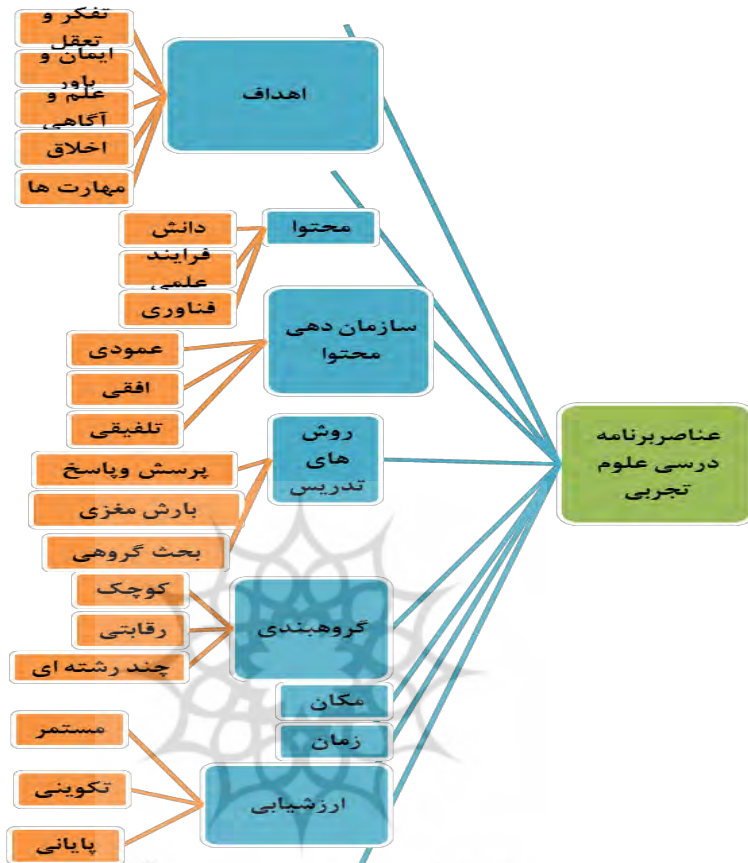 عناصربرنامه
درسی علوم
تجربی
اهداف
تفکر و
تعقل
ایمان و
باور
علم و
آگاهی
اخلاق
مهارت ها
محتوا
دانش
فرایند
علمی
فناوری
سازمان دهی
محتوا
عمودی
افقی
تلفیقی
روش
های
تدریس
پرسش وپاسخ
بارش مغزی
بحث گروهی
گروهبندی
کوچک
رقابتی
چند رشته ای
مکان
زمان
ارزشیابی
مستمر
تکوینی
پایانی